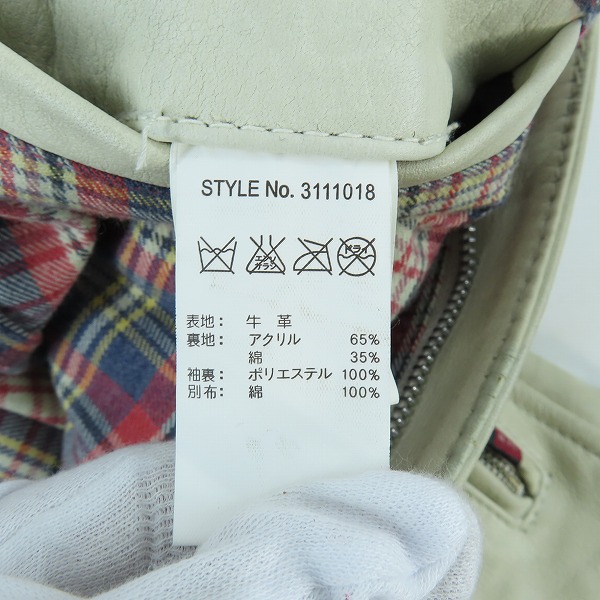 STYLE No. 3111018
エンソ サラシ ドライ
表地: 牛 革
裏地: アクリル 65%
綿 35%
袖裏: ポリエステル 100%
別布: 綿 100%